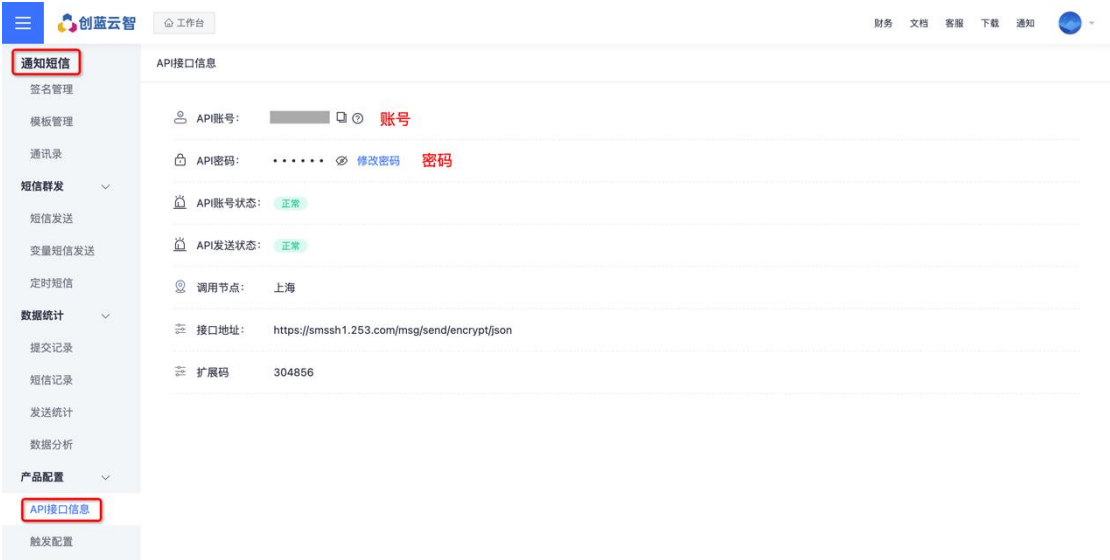 创蓝云智
工作台
财务 文档 客服 下载 通知
通知短信
签名管理
模板管理
通讯录
短信群发
短信发送
变量短信发送
定时短信
数据统计
提交记录
短信记录
发送统计
数据分析
产品配置
API接口信息
触发配置
API接口信息
API账号： 账号
API密码： •••••• 修改密码 密码
API账号状态： 正常
API发送状态： 正常
调用节点： 上海
接口地址： https://smssh1.253.com/msg/send/encrypt/json
扩展码 304856